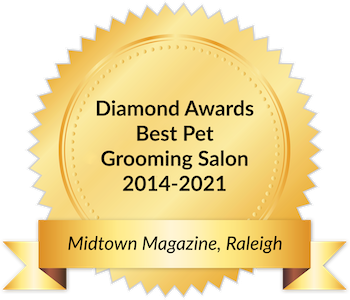 Diamond Awards
Best Pet
Grooming Salon
2014-2021
Midtown Magazine, Raleigh